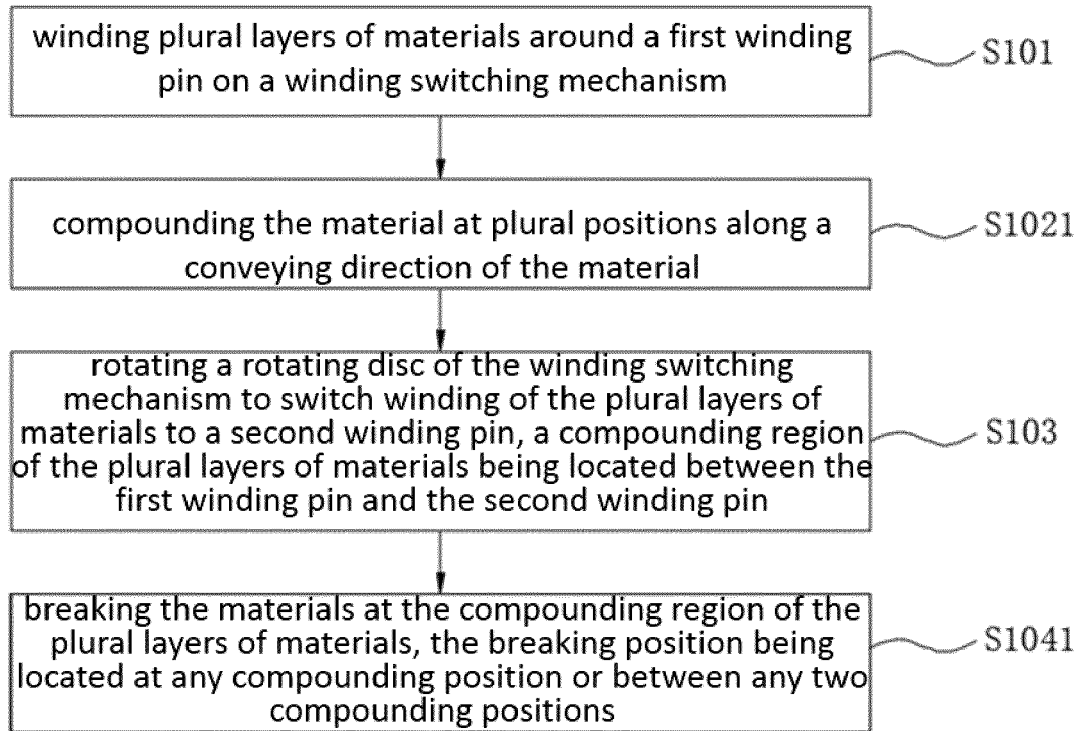 winding plural layers of materials around a first winding
pin on a winding switching mechanism
S101
compounding the material at plural positions along a
conveying direction of the material
S1021
rotating a rotating disc of the winding switching
mechanism to switch winding of the plural layers of
materials to a second winding pin, a compounding region
of the plural layers of materials being located between the
first winding pin and the second winding pin
S103
breaking the materials at the compounding region of the
plural layers of materials, the breaking position being
located at any compounding position or between any two
compounding positions
S1041